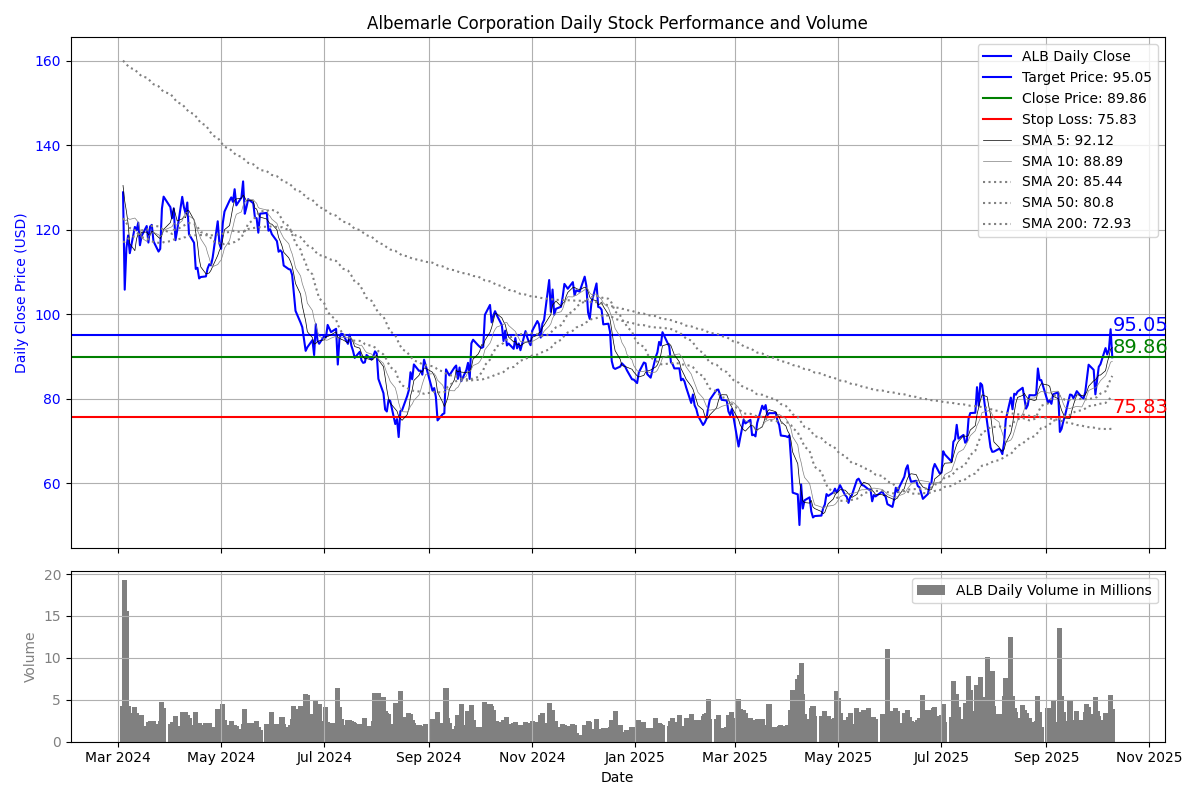 Albemarle Corporation Daily Stock Performance and Volume
Daily Close Price (USD)
160
140
120
100
80
60
ALB Daily Close
Target Price: 95.05
Close Price: 89.86
Stop Loss: 75.83
SMA 5: 92.12
SMA 10: 88.89
SMA 20: 85.44
SMA 50: 80.8
SMA 200: 72.93
95.05
89.86
75.83
Volume
20
15
10
5
0
ALB Daily Volume in Millions
Mar 2024 May 2024 Jul 2024 Sep 2024 Nov 2024 Jan 2025 Mar 2025 May 2025 Jul 2025 Sep 2025 Nov 2025
Date